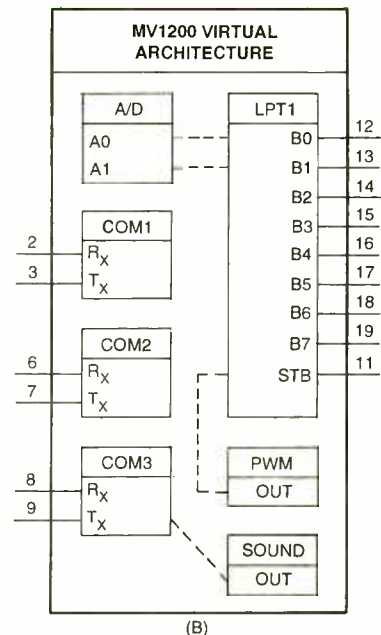 MV1200 VIRTUAL
ARCHITECTURE
A/D
A0
A1
LPT1
B0
B1
B2
B3
B4
B5
B6
B7
STB
12
13
14
15
16
17
18
19
11
COM1
RX
TX
2
3
COM2
RX
TX
6
7
COM3
RX
TX
8
9
PWM
OUT
SOUND
OUT
(B)